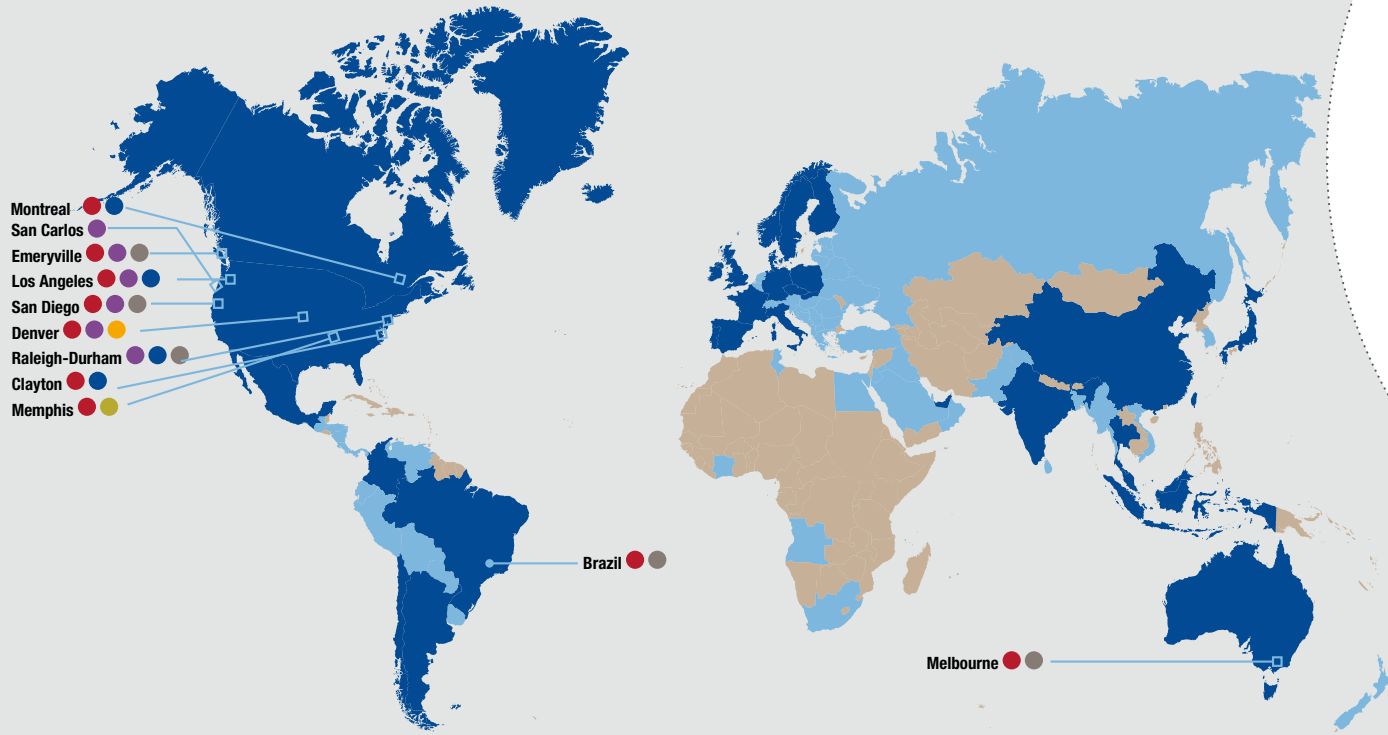 Montreal
San Carlos
Emeryville
Los Angeles
San Diego
Denver
Raleigh-Durham
Clayton
Memphis
Brazil
Melbourne